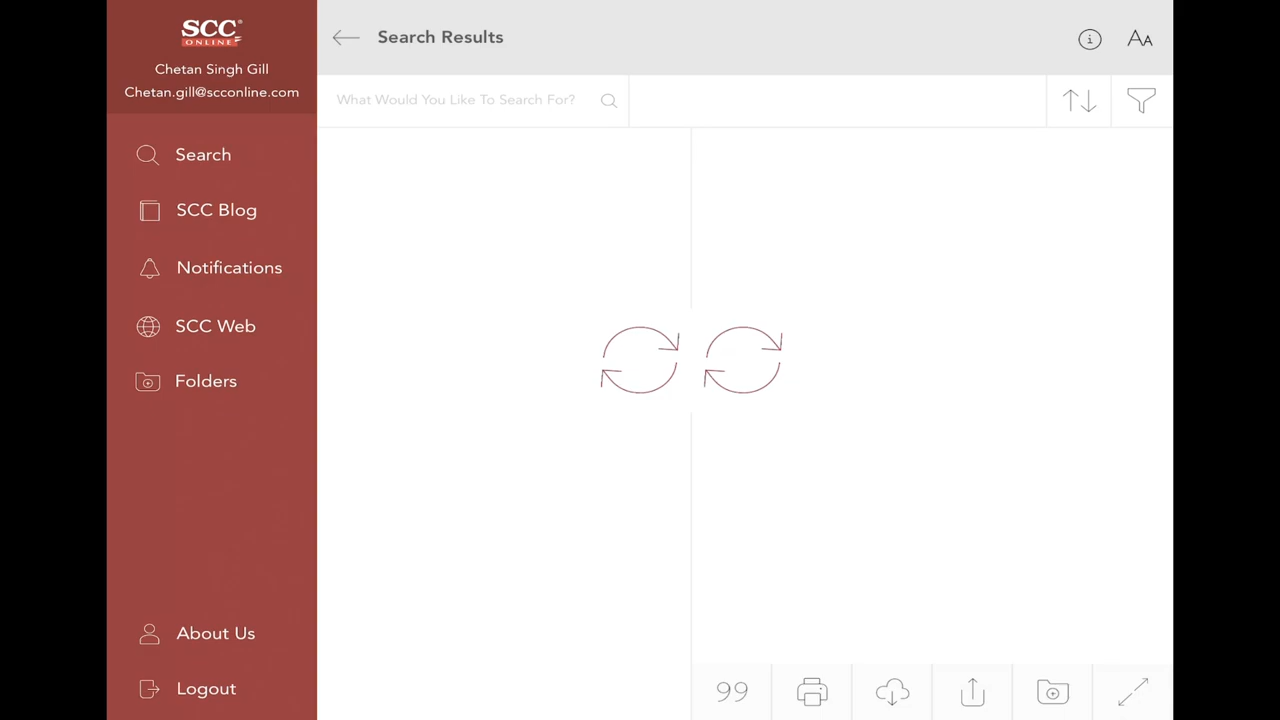 SCC
ONLINE
Chetan Singh Gill
Chetan.gill@scconline.com
Search
SCC Blog
Notifications
SCC Web
Folders
About Us
Logout
Search Results
AA
What Would You Like To Search For?
99